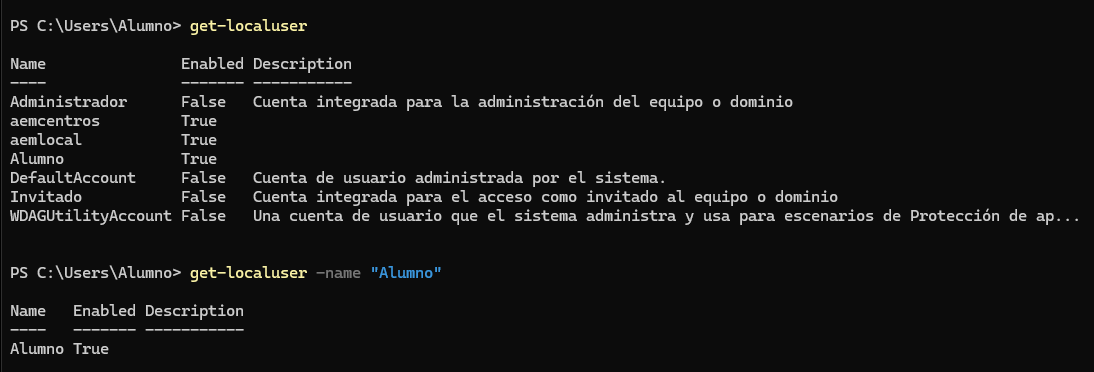 PS C:\Users\Alumno> get-localuser
Name               Enabled Description
----               ------- -----------
Administrador      False   Cuenta integrada para la administración del equipo o dominio
aemcentros         True
aemlocal           True
Alumno             True
DefaultAccount     False   Cuenta de usuario administrada por el sistema.
Invitado           False   Cuenta integrada para el acceso como invitado al equipo o dominio
WDAGUtilityAccount False   Una cuenta de usuario que el sistema administra y usa para escenarios de Protección de ap...
PS C:\Users\Alumno> get-localuser -name "Alumno"
Name   Enabled Description
----   ------- -----------
Alumno True